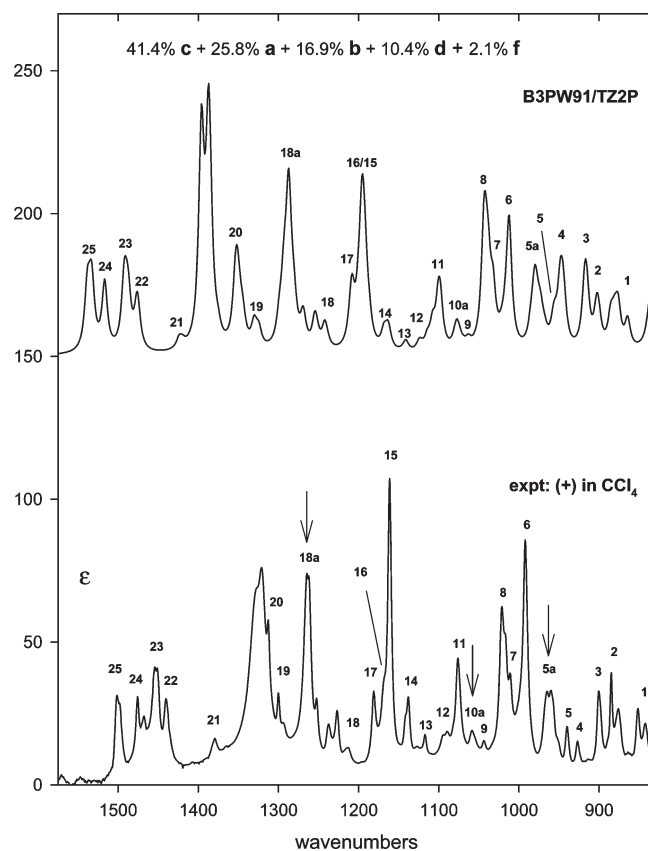 41.4% c + 25.8% a + 16.9% b + 10.4% d + 2.1% f
B3PW91/TZ2P
250
200
150
100
50
0
25 24 23 22 21 20 19 18a 18 17 16/15 14 13 12 11 10a 9 8 7 6 5a 5 4 3 2 1
expt: (+) in CCl4
ε
25 24 23 22 21 20 19 18a 18 17 16 15 14 13 12 11 10a 9 8 7 6 5a 5 4 3 2 1
1500 1400 1300 1200 1100 1000 900
wavenumbers